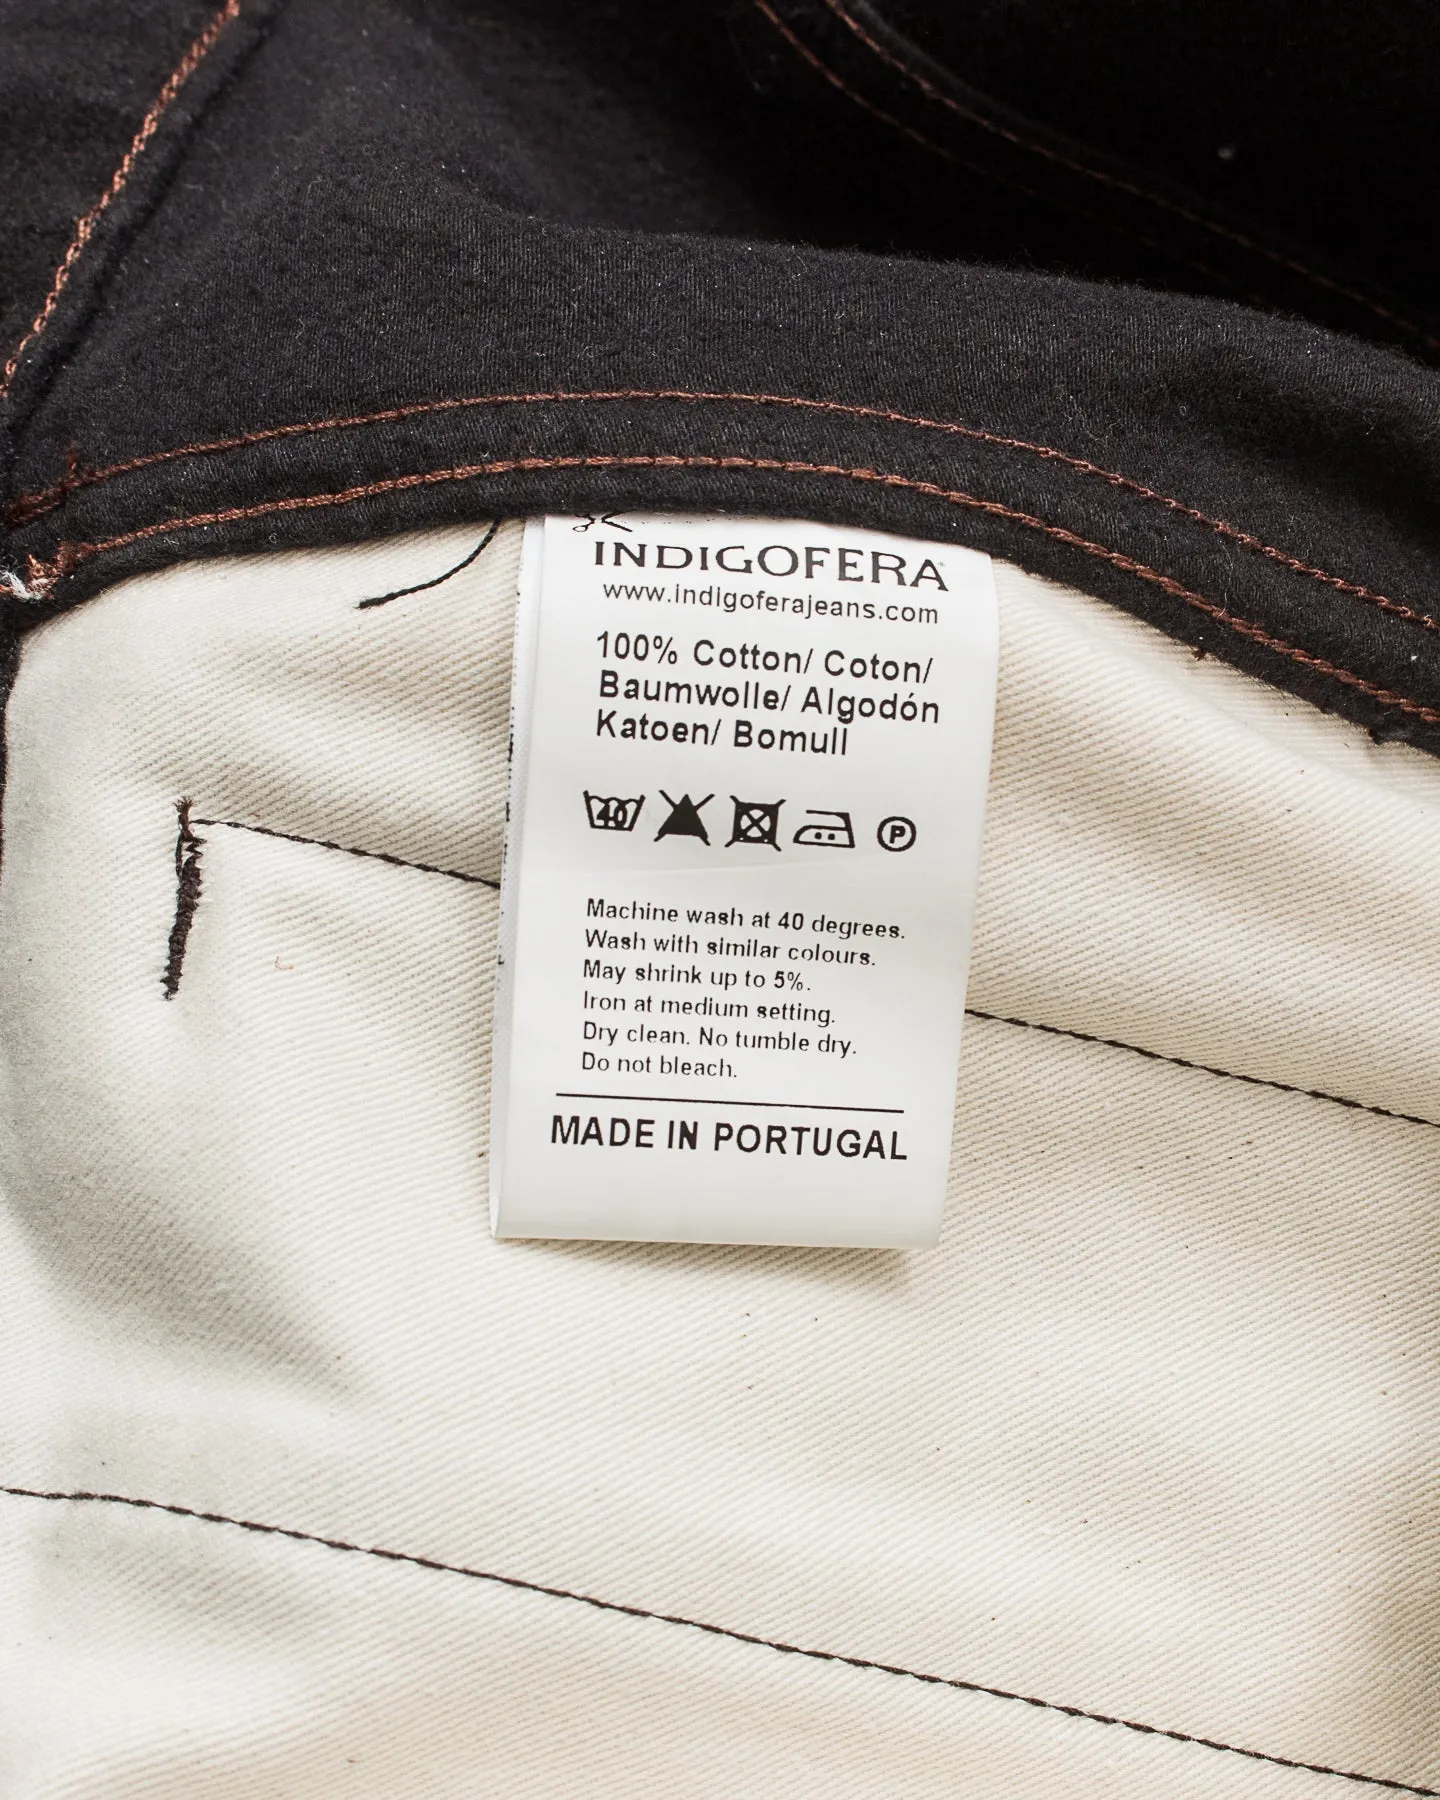 INDIGOFERA
www.indigoferajeans.com
100% Cotton/ Coton/
Baumwolle/ Algodón
Katoen/ Bomull
40 P
Machine wash at 40 degrees.
Wash with similar colours.
May shrink up to 5%.
Iron at medium setting.
Dry clean. No tumble dry.
Do not bleach.
MADE IN PORTUGAL